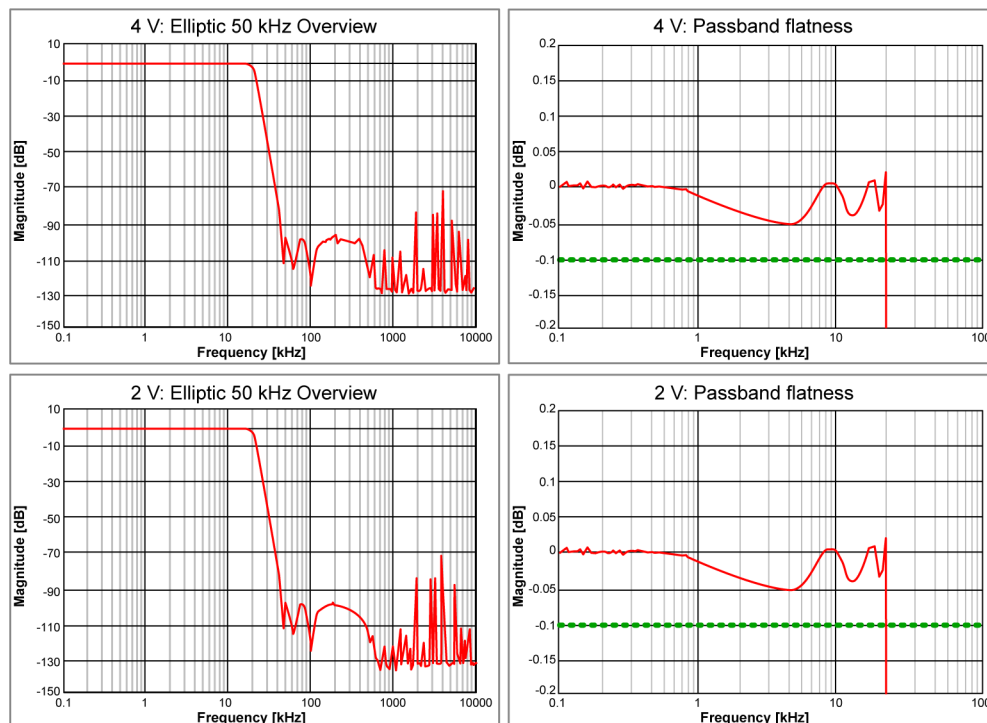 4 V: Elliptic 50 kHz Overview
Magnitude [dB]
10
-10
-30
-50
-70
-90
-110
-130
-150
0.1 1 10 100 1000 10000
Frequency [kHz]
4 V: Passband flatness
Magnitude [dB]
0.2
0.15
0.1
0.05
0
-0.05
-0.1
-0.15
-0.2
0.1 1 10 100
Frequency [kHz]
2 V: Elliptic 50 kHz Overview
Magnitude [dB]
10
-10
-30
-50
-70
-90
-110
-130
-150
0.1 1 10 100 1000 10000
Frequency [kHz]
2 V: Passband flatness
Magnitude [dB]
0.2
0.15
0.1
0.05
0
-0.05
-0.1
-0.15
-0.2
0.1 1 10 100
Frequency [kHz]